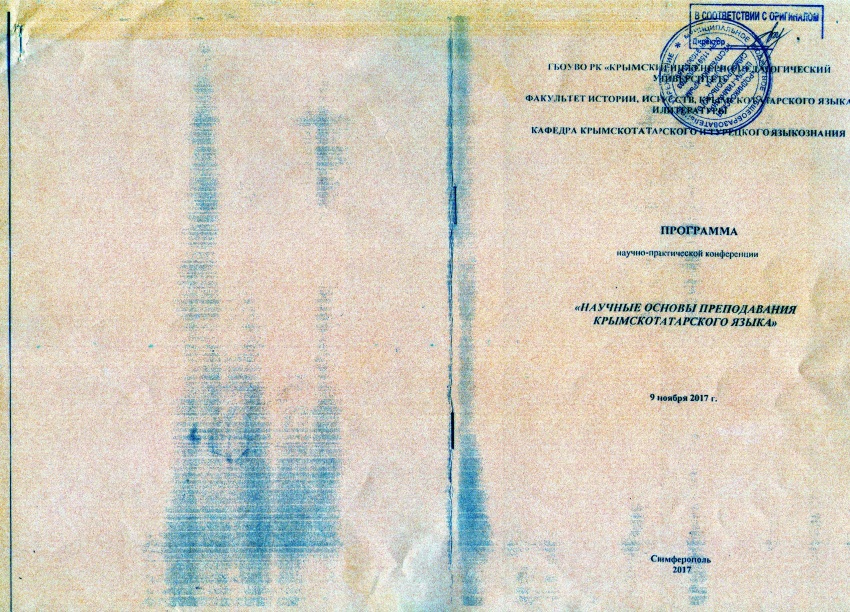 В СООТВЕТСТВИИ С ОРИГИНАЛОМ
Директор
ГБОУВО РК «КРЫМСКИЙ ИНЖЕНЕРНО-ПЕДАГОГИЧЕСКИЙ
УНИВЕРСИТЕТ»
ФАКУЛЬТЕТ ИСТОРИИ, ИСКУССТВ, КРЫМСКОТАТАРСКОГО ЯЗЫКА
И ЛИТЕРАТУРЫ
КАФЕДРА КРЫМСКОТАТАРСКОГО И ТУРЕЦКОГО ЯЗЫКОЗНАНИЯ
ПРОГРАММА
научно-практической конференции
«НАУЧНЫЕ ОСНОВЫ ПРЕПОДАВАНИЯ
КРЫМСКОТАТАРСКОГО ЯЗЫКА»
9 ноября 2017 г.
Симферополь
2017